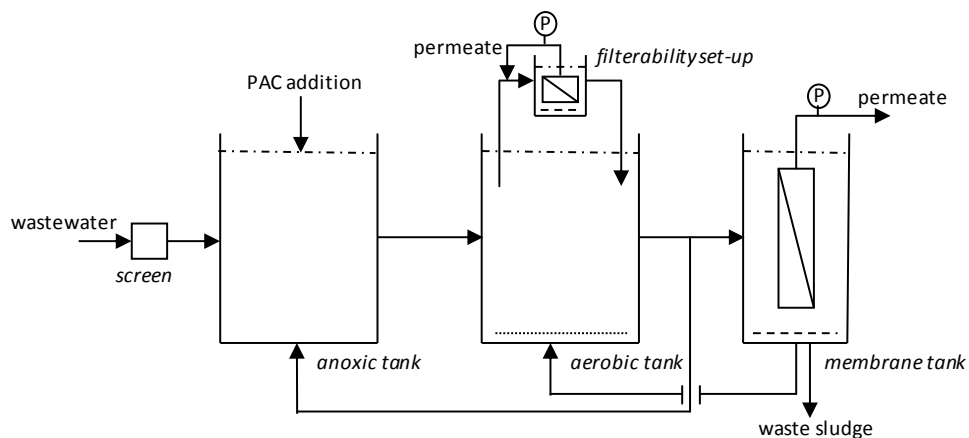 P
permeate
filterability set-up
PAC addition
P
permeate
wastewater
screen
anoxic tank
aerobic tank
membrane tank
waste sludge